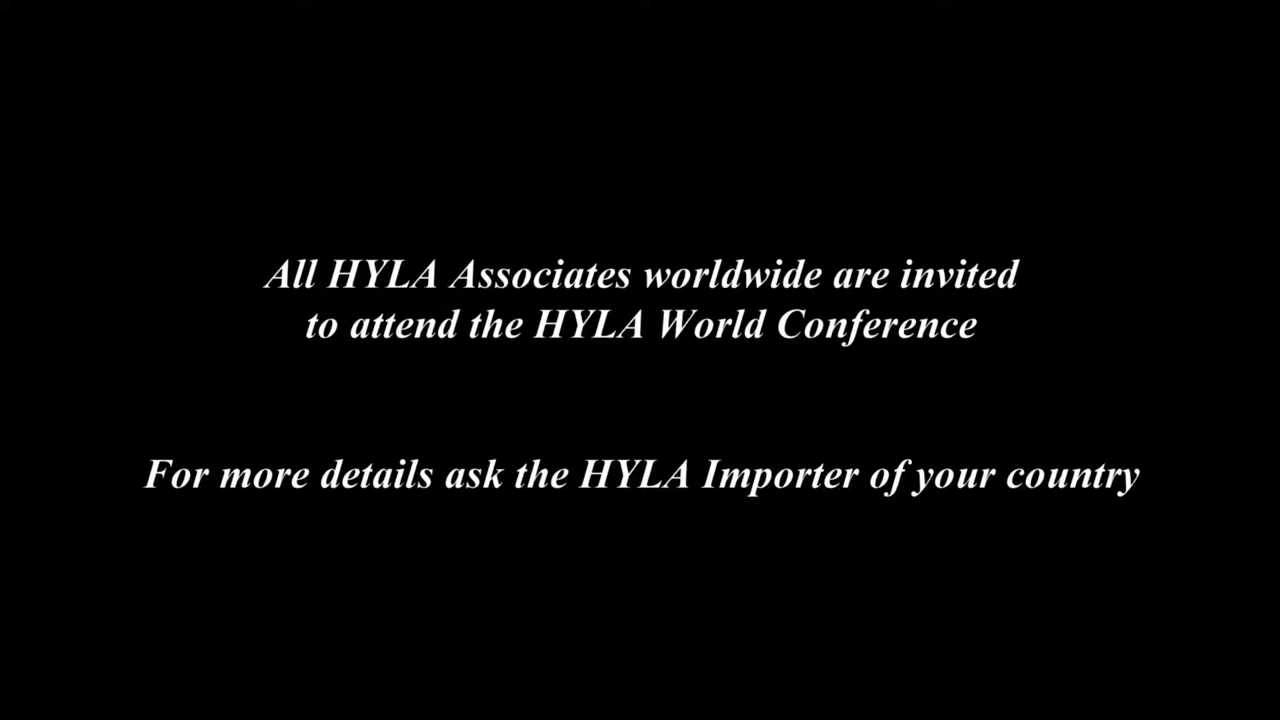 All HYLA Associates worldwide are invited
to attend the HYLA World Conference
For more details ask the HYLA Importer of your country